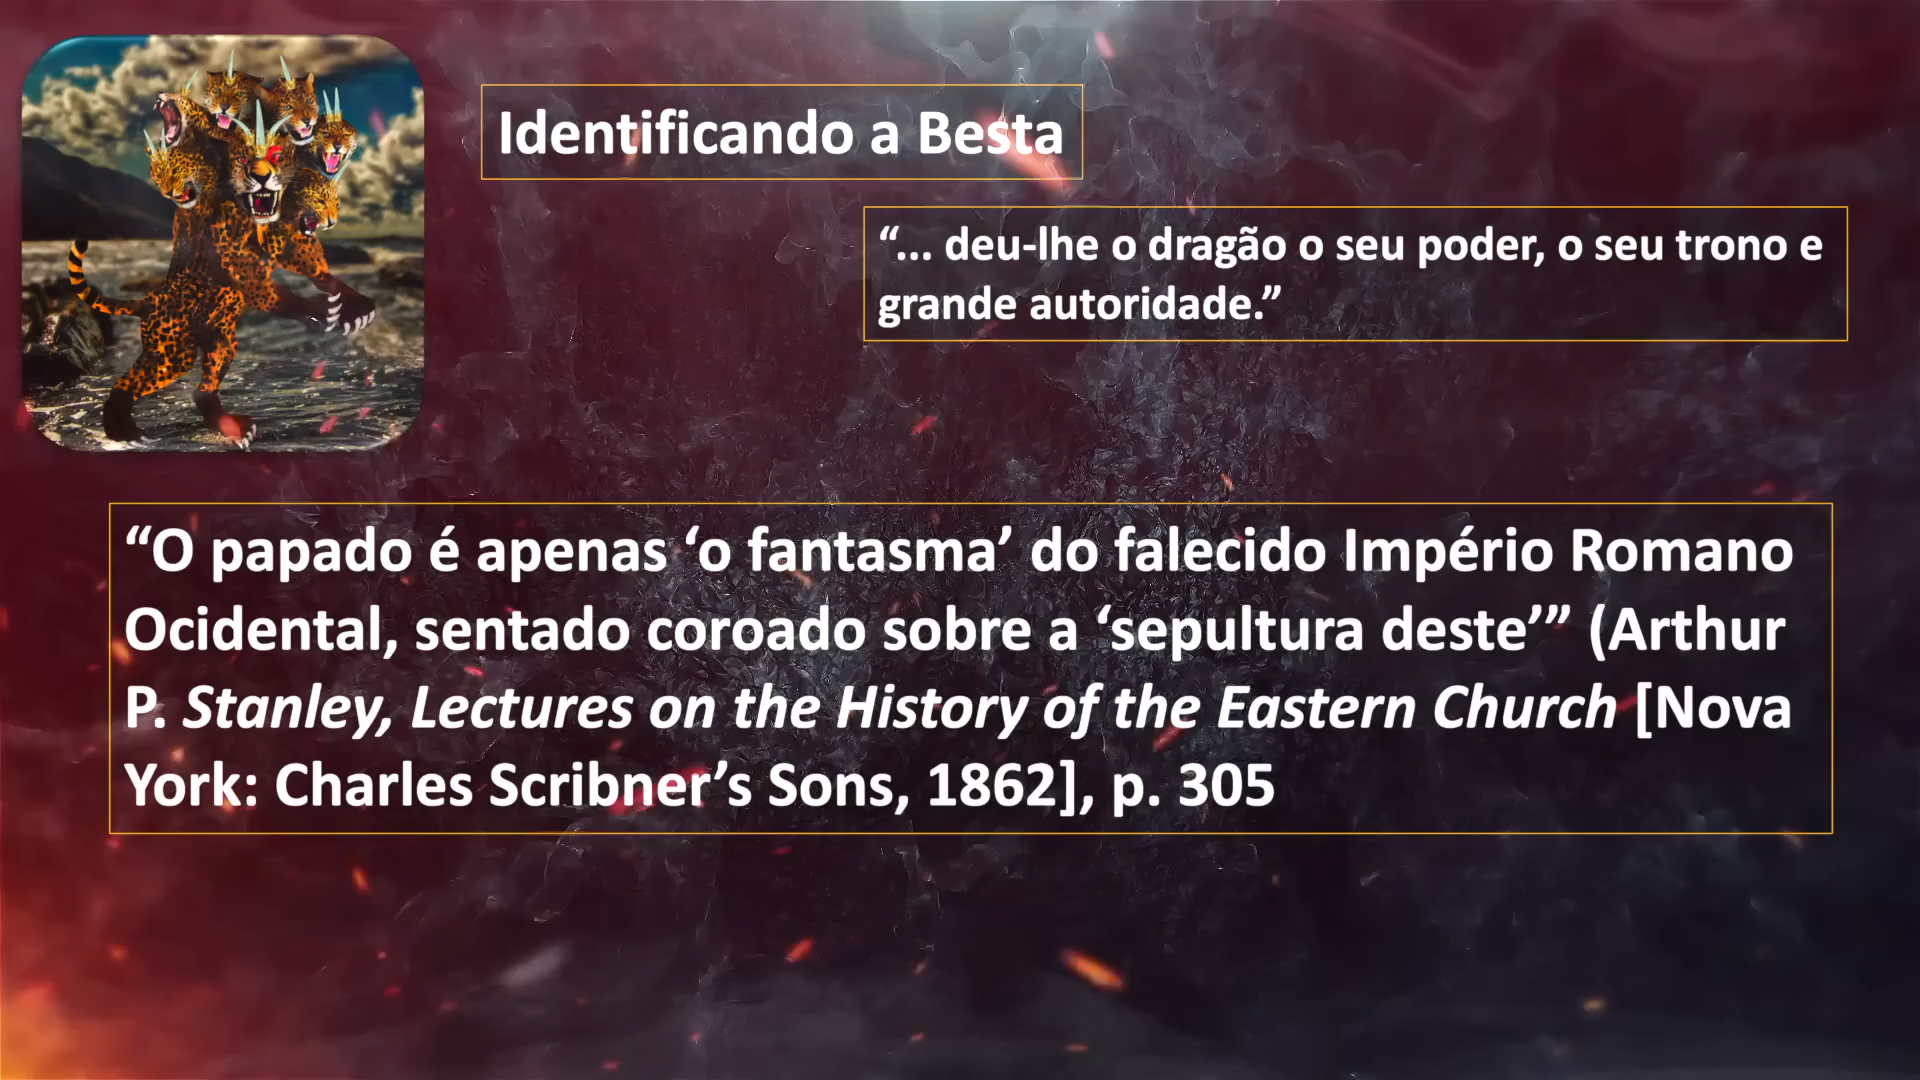 Identificando a Besta
“... deu-lhe o dragão o seu poder, o seu trono e
grande autoridade.”
“O papado é apenas ‘o fantasma’ do falecido Império Romano
Ocidental, sentado coroado sobre a ‘sepultura deste’” (Arthur
P. Stanley, Lectures on the History of the Eastern Church [Nova
York: Charles Scribner’s Sons, 1862], p. 305